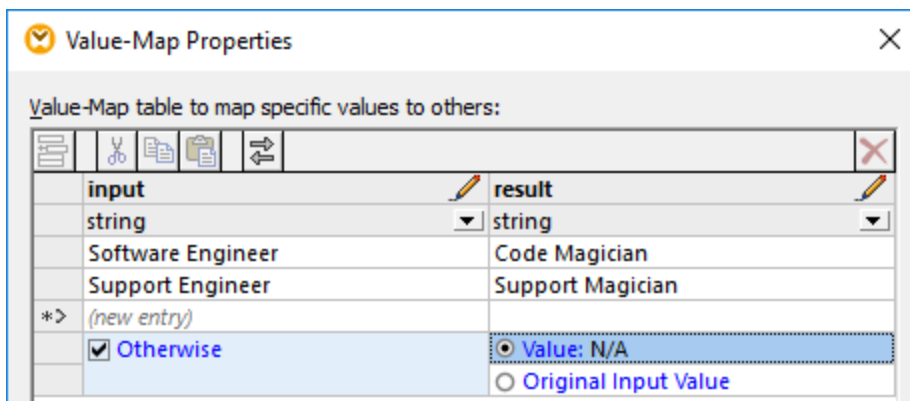 Value-Map Properties
Value-Map table to map specific values to others:
input result
string string
Software Engineer Code Magician
Support Engineer Support Magician
(new entry)
Otherwise Value: N/A
Original Input Value